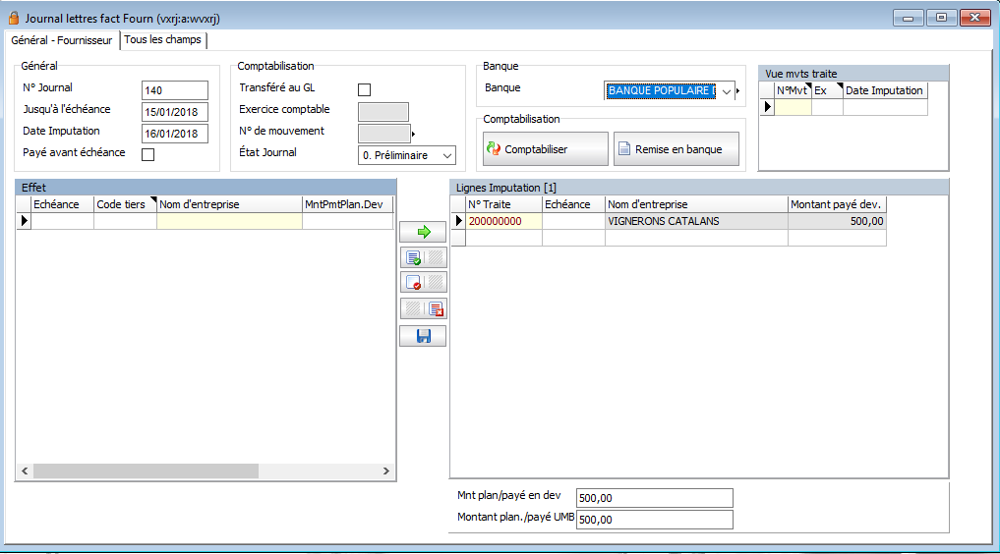 Journal lettres fact Fourn (vxrj:a:wvxrj)
Général - Fournisseur
Tous les champs
Général
N° Journal 140
Jusqu'à l'échéance 15/01/2018
Date Imputation 16/01/2018
Payé avant échéance
Comptabilisation
Transféré au GL
Exercice comptable
N° de mouvement
État Journal 0. Préliminaire
Banque
Banque BANQUE POPULAIRE
Comptabilisation
Comptabiliser
Remise en banque
Vue mvts traite
N°Mvt Ex Date Imputation
Effet
Echéance Code tiers Nom d'entreprise MntPmtPlan.Dev
Lignes Imputation [1]
N° Traite Echéance Nom d'entreprise Montant payé dev.
200000000 VIGNERONS CATALANS 500,00
Mnt plan/payé en dev 500,00
Montant plan./payé UMB 500,00